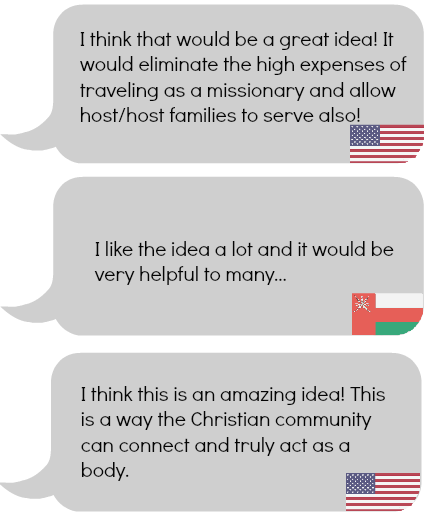 I think that would be a great idea! It
would eliminate the high expenses of
traveling as a missionary and allow
host/host families to serve also!
I like the idea a lot and it would be
very helpful to many...
I think this is an amazing idea! This
is a way the Christian community
can connect and truly act as a
body.